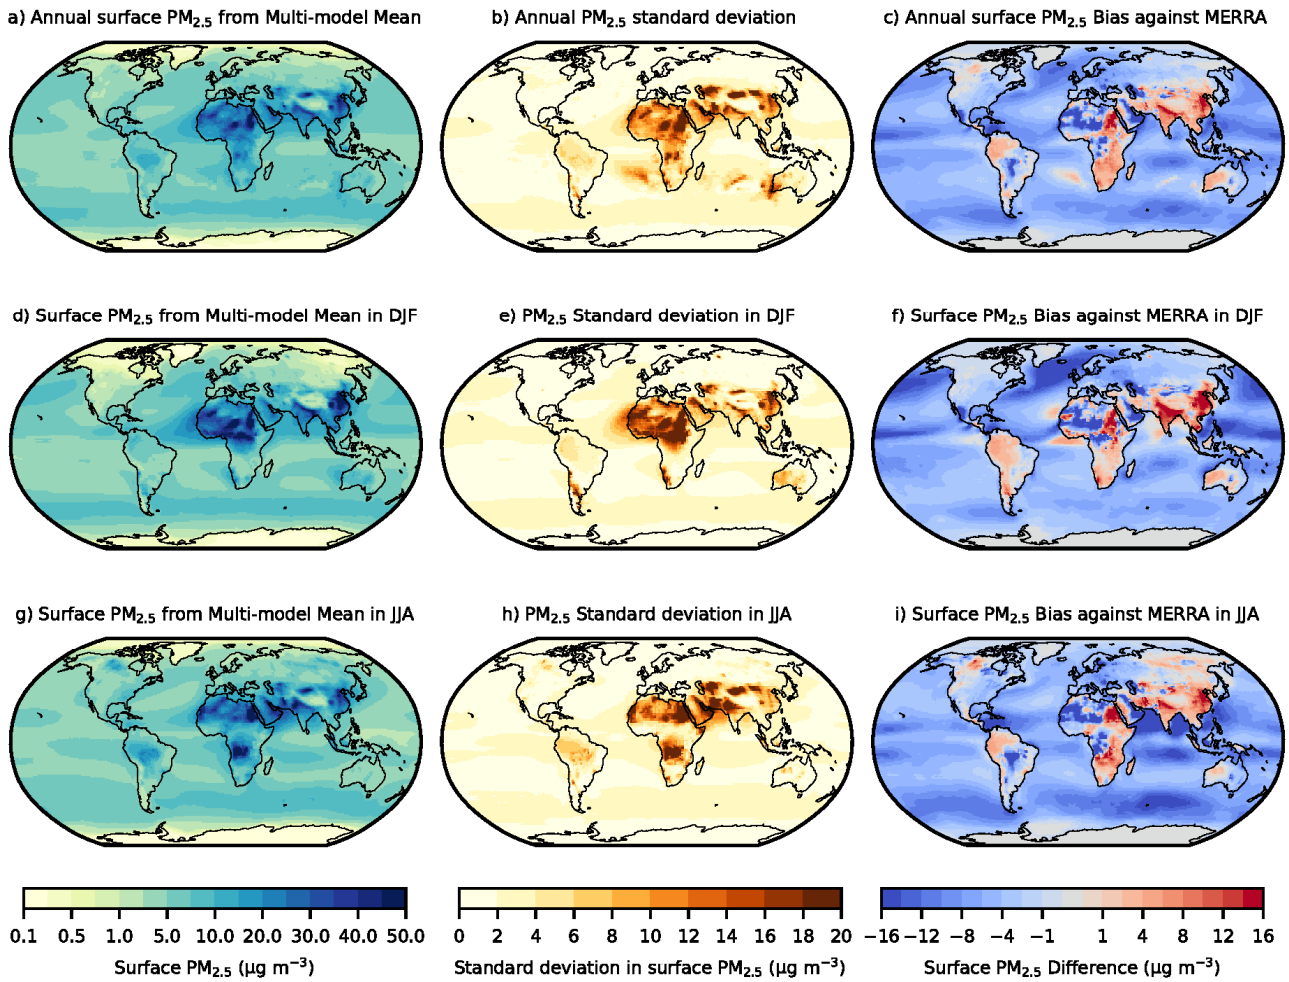 a) Annual surface PM₂.₅ from Multi-model Mean
b) Annual PM₂.₅ standard deviation
c) Annual surface PM₂.₅ Bias against MERRA
d) Surface PM₂.₅ from Multi-model Mean in DJF
e) PM₂.₅ Standard deviation in DJF
f) Surface PM₂.₅ Bias against MERRA in DJF
g) Surface PM₂.₅ from Multi-model Mean in JJA
h) PM₂.₅ Standard deviation in JJA
i) Surface PM₂.₅ Bias against MERRA in JJA
0.1 0.5 1.0 5.0 10.0 20.0 30.0 40.0 50.0
Surface PM₂.₅ (μg m⁻³)
0 2 4 6 8 10 12 14 16 18 20
Standard deviation in surface PM₂.₅ (μg m⁻³)
−16 −12 −8 −4 −1 1 4 8 12 16
Surface PM₂.₅ Difference (μg m⁻³)